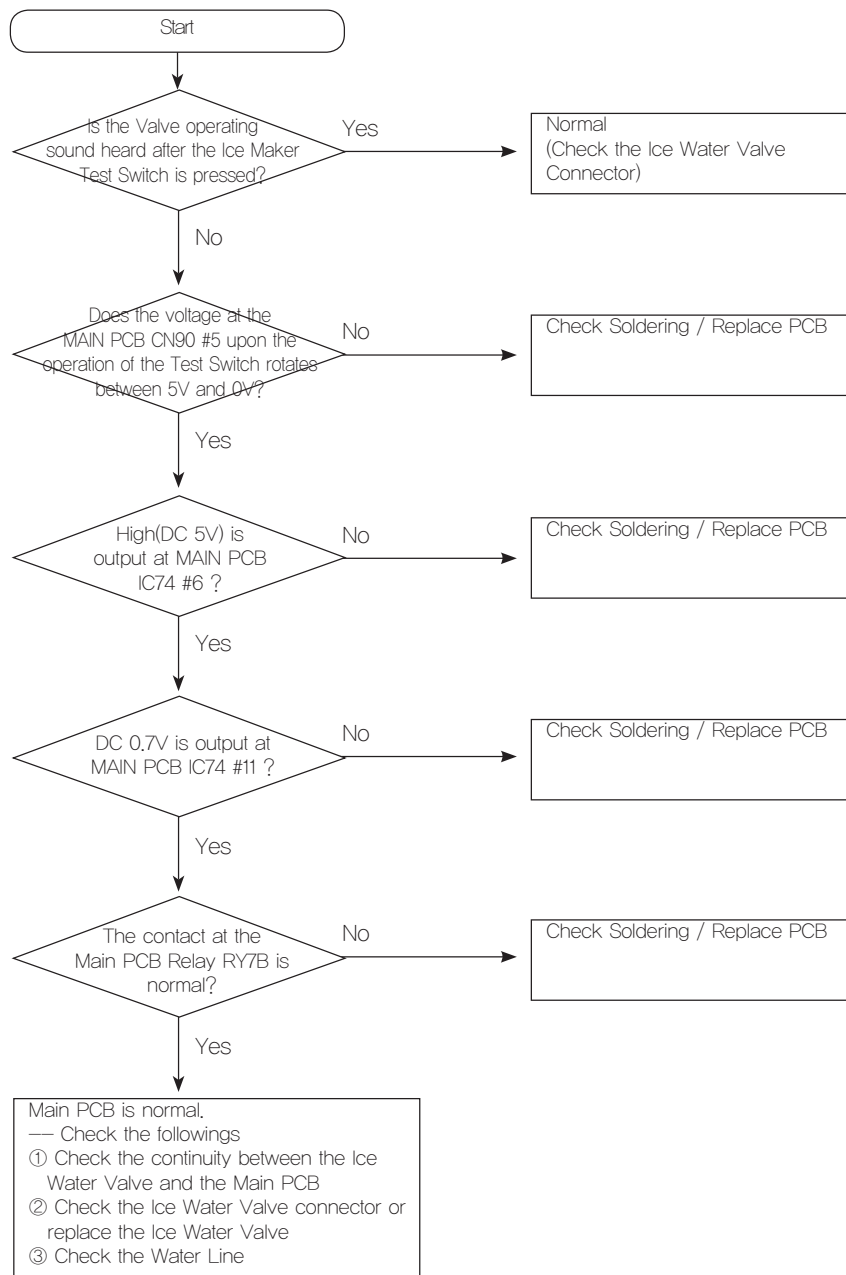 Start
Is the Valve operating
sound heard after the Ice Maker
Test Switch is pressed?
Yes
Normal
(Check the Ice Water Valve
Connector)
No
Does the voltage at the
MAIN PCB CN90 #5 upon the
operation of the Test Switch rotates
between 5V and 0V?
No
Check Soldering / Replace PCB
Yes
High(DC 5V) is
output at MAIN PCB
IC74 #6 ?
No
Check Soldering / Replace PCB
Yes
DC 0.7V is output at
MAIN PCB IC74 #11 ?
No
Check Soldering / Replace PCB
Yes
The contact at the
Main PCB Relay RY7B is
normal?
No
Check Soldering / Replace PCB
Yes
Main PCB is normal.
-- Check the followings
① Check the continuity between the Ice
Water Valve and the Main PCB
② Check the Ice Water Valve connector or
replace the Ice Water Valve
③ Check the Water Line